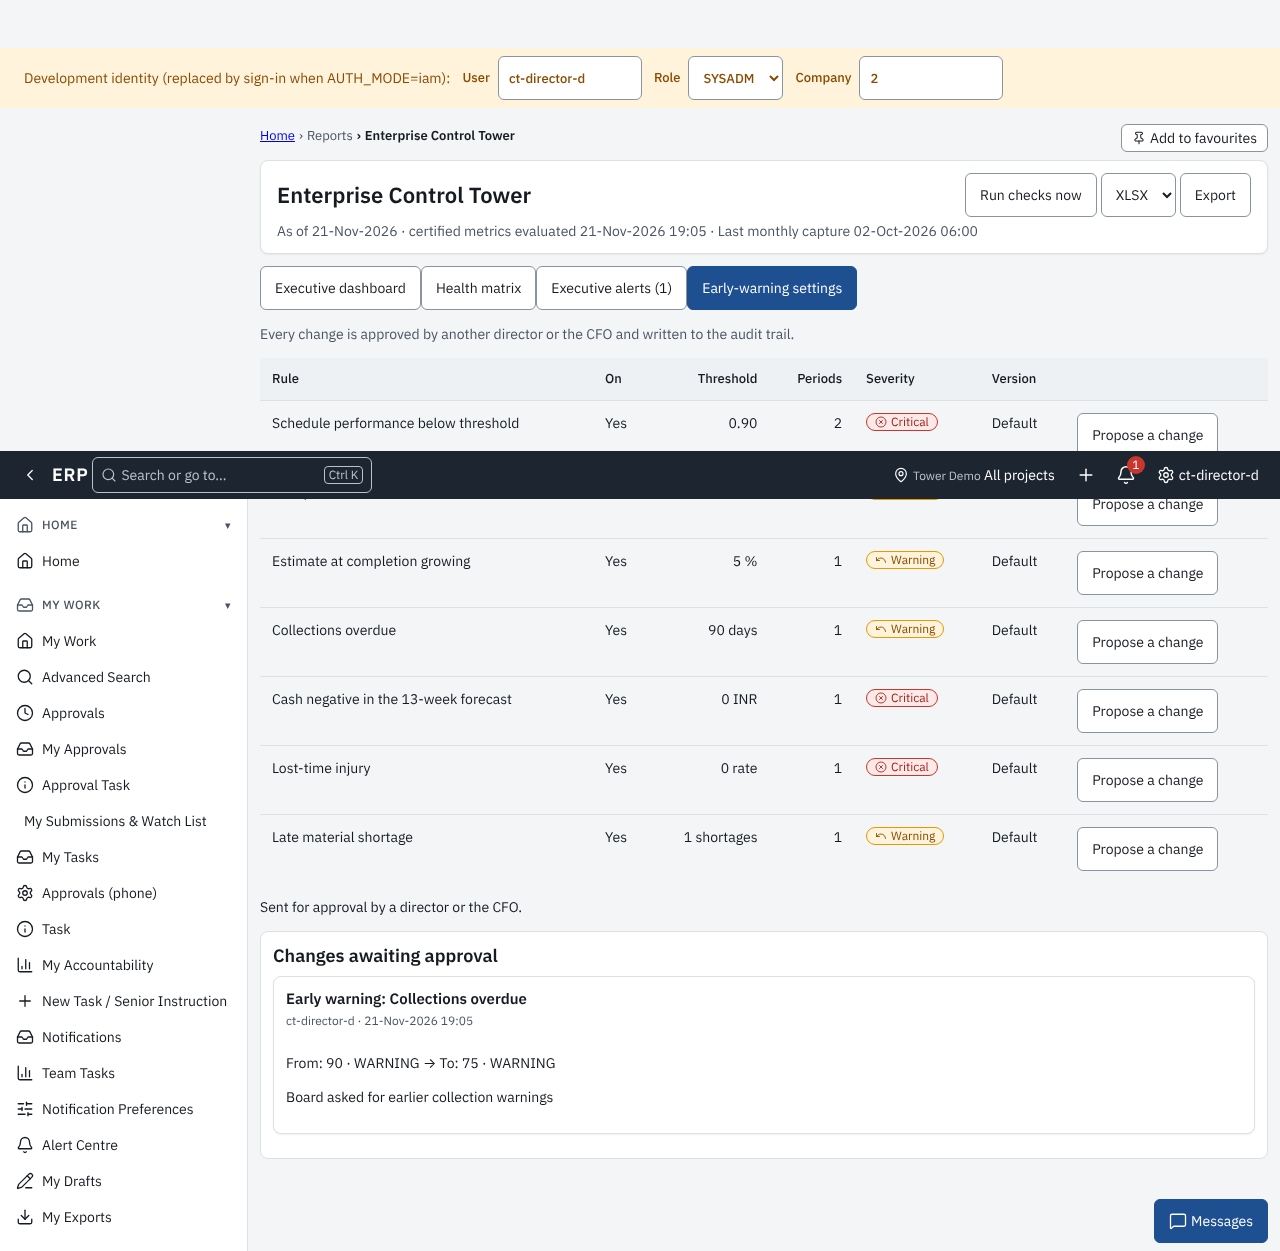 Development identity (replaced by sign-in when AUTH_MODE=iam): User ct-director-d Role SYSADM Company 2
Home › Reports › Enterprise Control Tower
Add to favourites
Enterprise Control Tower
Run checks now XLSX Export
As of 21-Nov-2026 · certified metrics evaluated 21-Nov-2026 19:05 · Last monthly capture 02-Oct-2026 06:00
Executive dashboard Health matrix Executive alerts (1) Early-warning settings
Every change is approved by another director or the CFO and written to the audit trail.
Rule On Threshold Periods Severity Version
Schedule performance below threshold Yes 0.90 2 Critical Default Propose a change
ERP Search or go to... Ctrl K Tower Demo All projects 1 ct-director-d
Propose a change
Estimate at completion growing Yes 5 % 1 Warning Default Propose a change
Collections overdue Yes 90 days 1 Warning Default Propose a change
Cash negative in the 13-week forecast Yes 0 INR 1 Critical Default Propose a change
Lost-time injury Yes 0 rate 1 Critical Default Propose a change
Late material shortage Yes 1 shortages 1 Warning Default Propose a change
Sent for approval by a director or the CFO.
Changes awaiting approval
Early warning: Collections overdue
ct-director-d · 21-Nov-2026 19:05
From: 90 · WARNING → To: 75 · WARNING
Board asked for earlier collection warnings
HOME
Home
MY WORK
My Work
Advanced Search
Approvals
My Approvals
Approval Task
My Submissions & Watch List
My Tasks
Approvals (phone)
Task
My Accountability
New Task / Senior Instruction
Notifications
Team Tasks
Notification Preferences
Alert Centre
My Drafts
My Exports
Messages